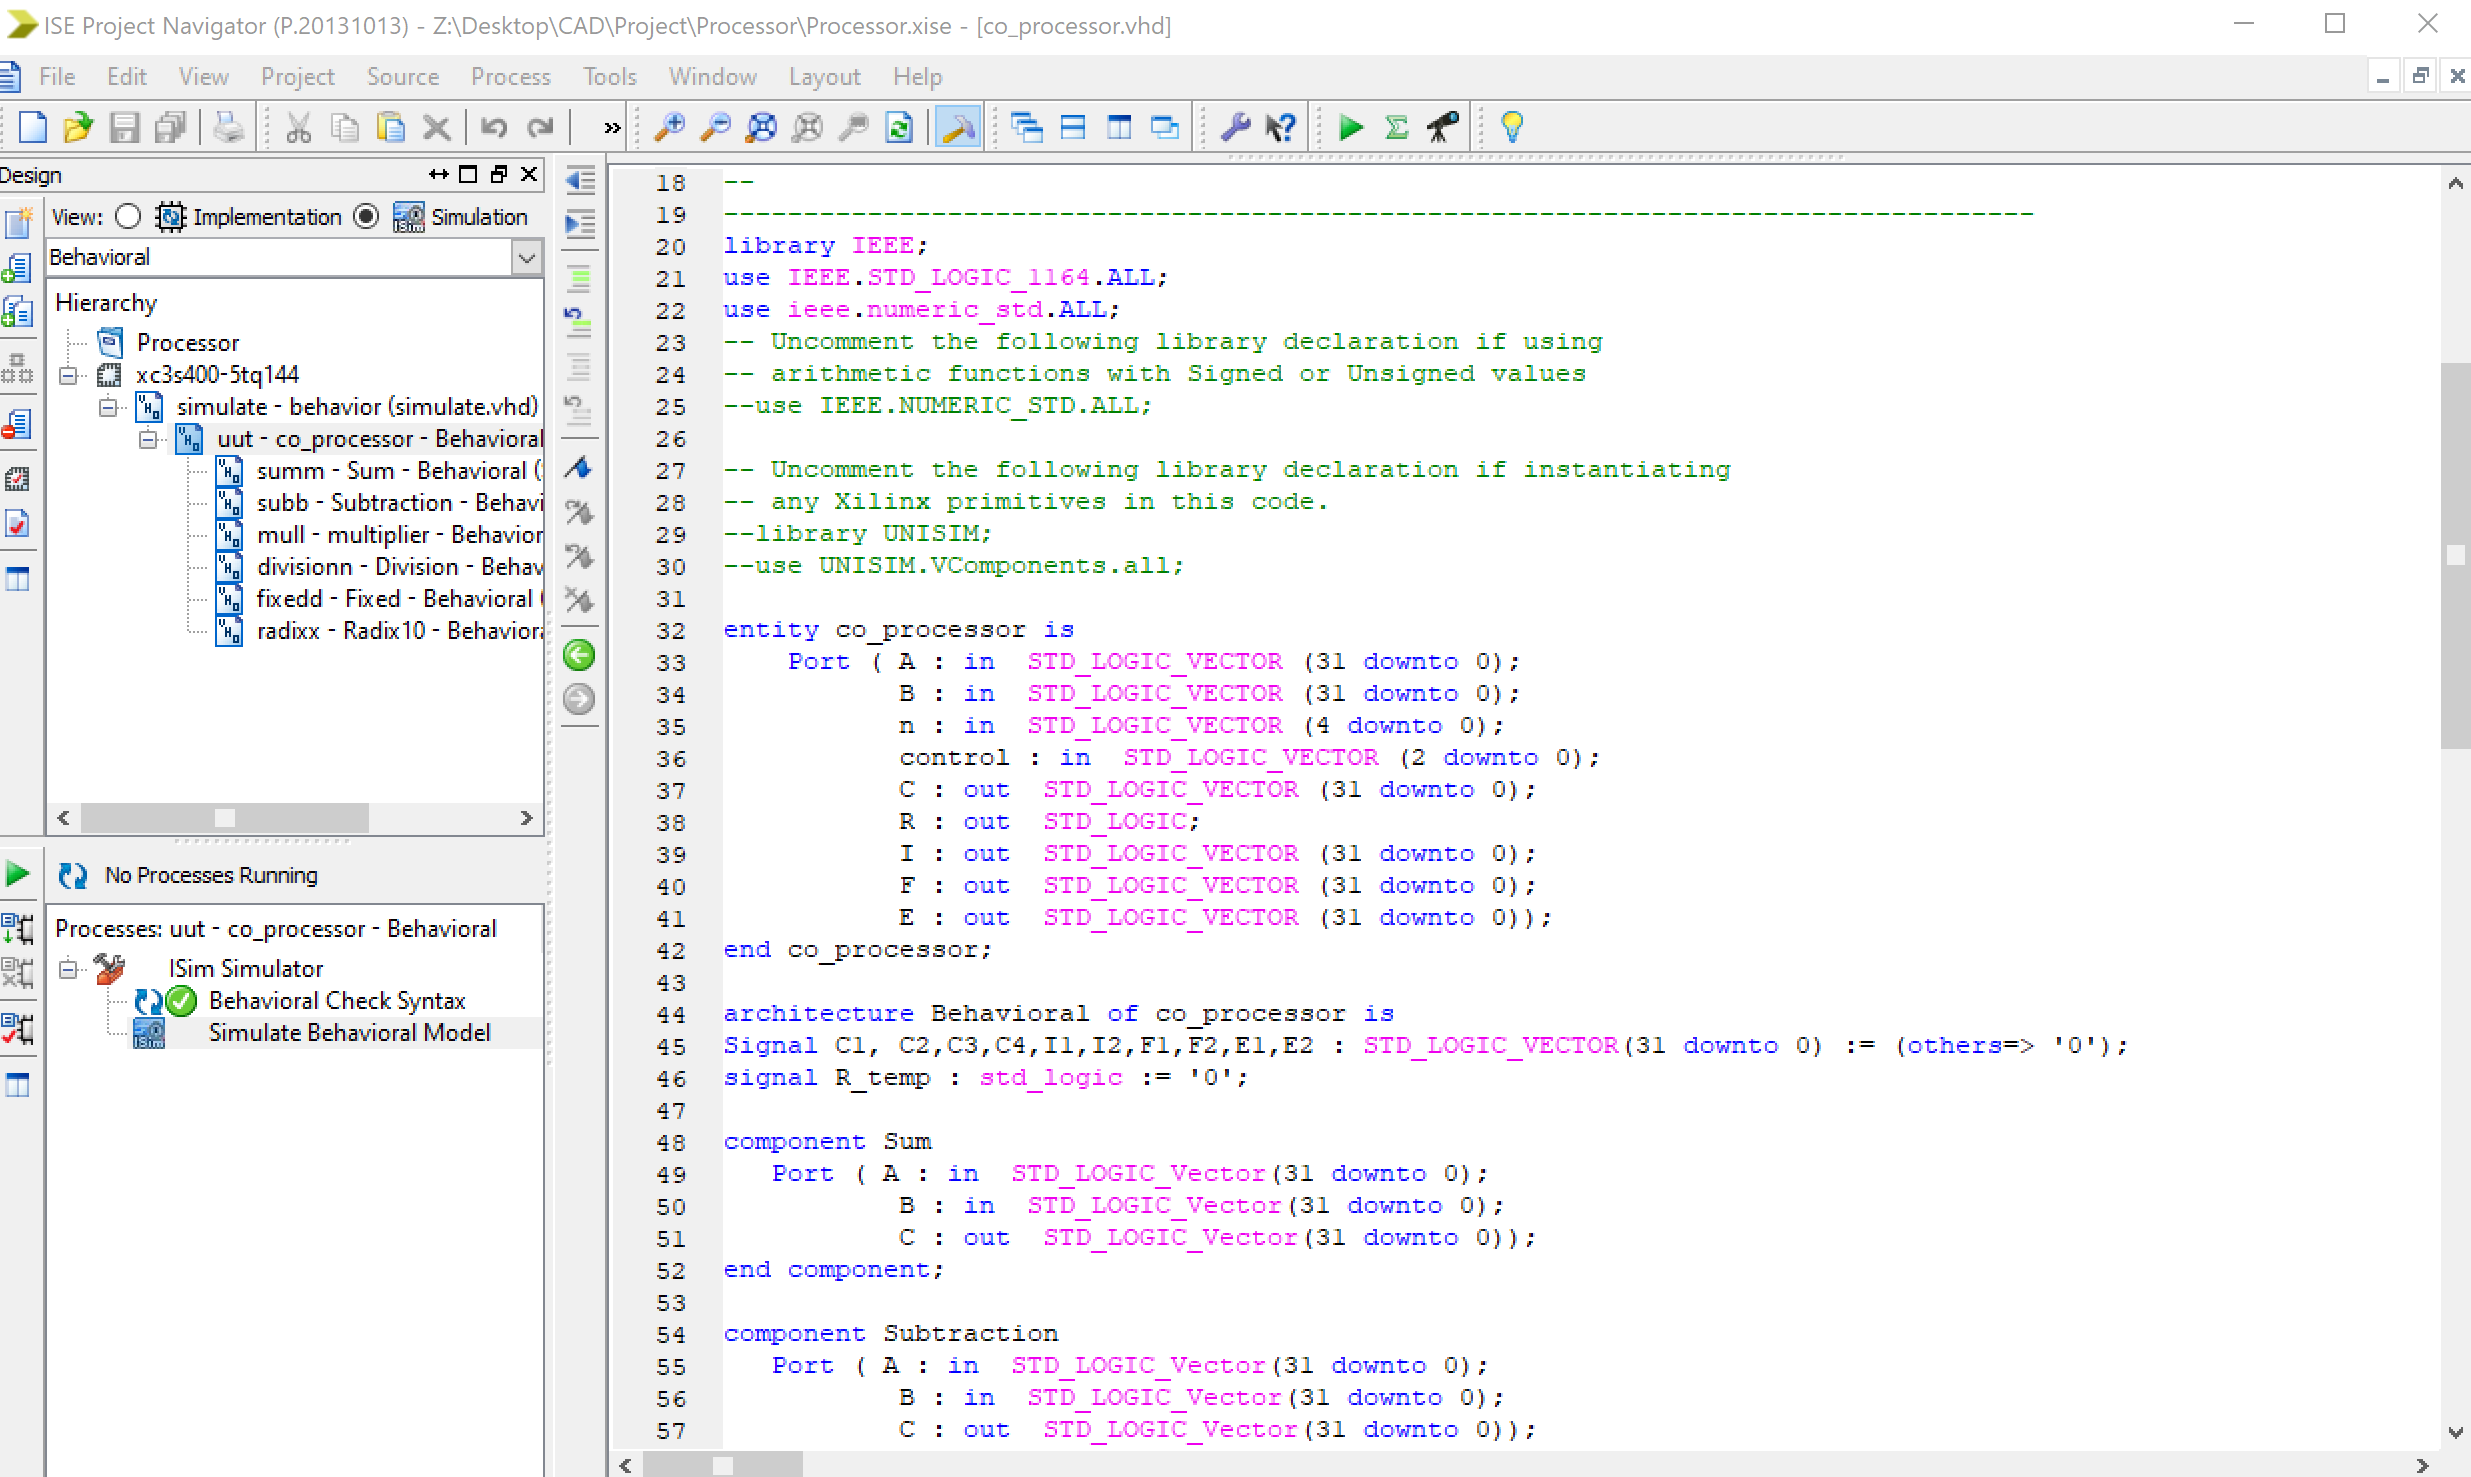 ISE Project Navigator (P.20131013) - Z:\Desktop\CAD\Project\Processor\Processor.xise - [co_processor.vhd]
File Edit View Project Source Process Tools Window Layout Help
Design
View: Implementation Simulation
Behavioral
Hierarchy
Processor
xc3s400-5tq144
simulate - behavior (simulate.vhd)
uut - co_processor - Behavioral
summ - Sum - Behavioral (
subb - Subtraction - Behavi
mull - multiplier - Behavior
divisionn - Division - Behav
fixedd - Fixed - Behavioral (
radixx - Radix10 - Behaviora
No Processes Running
Processes: uut - co_processor - Behavioral
ISim Simulator
Behavioral Check Syntax
Simulate Behavioral Model
18 --
19 ----------------------------------------------------------------------------------
20 library IEEE;
21 use IEEE.STD_LOGIC_1164.ALL;
22 use ieee.numeric_std.ALL;
23 -- Uncomment the following library declaration if using
24 -- arithmetic functions with Signed or Unsigned values
25 --use IEEE.NUMERIC_STD.ALL;
26
27 -- Uncomment the following library declaration if instantiating
28 -- any Xilinx primitives in this code.
29 --library UNISIM;
30 --use UNISIM.VComponents.all;
31
32 entity co_processor is
33     Port ( A : in  STD_LOGIC_VECTOR (31 downto 0);
34            B : in  STD_LOGIC_VECTOR (31 downto 0);
35            n : in  STD_LOGIC_VECTOR (4 downto 0);
36            control : in  STD_LOGIC_VECTOR (2 downto 0);
37            C : out  STD_LOGIC_VECTOR (31 downto 0);
38            R : out  STD_LOGIC;
39            I : out  STD_LOGIC_VECTOR (31 downto 0);
40            F : out  STD_LOGIC_VECTOR (31 downto 0);
41            E : out  STD_LOGIC_VECTOR (31 downto 0));
42 end co_processor;
43
44 architecture Behavioral of co_processor is
45 Signal C1, C2,C3,C4,I1,I2,F1,F2,E1,E2 : STD_LOGIC_VECTOR(31 downto 0) := (others=> '0');
46 signal R_temp : std_logic := '0';
47
48 component Sum
49    Port ( A : in  STD_LOGIC_Vector(31 downto 0);
50            B : in  STD_LOGIC_Vector(31 downto 0);
51            C : out  STD_LOGIC_Vector(31 downto 0));
52 end component;
53
54 component Subtraction
55    Port ( A : in  STD_LOGIC_Vector(31 downto 0);
56            B : in  STD_LOGIC_Vector(31 downto 0);
57            C : out  STD_LOGIC_Vector(31 downto 0));